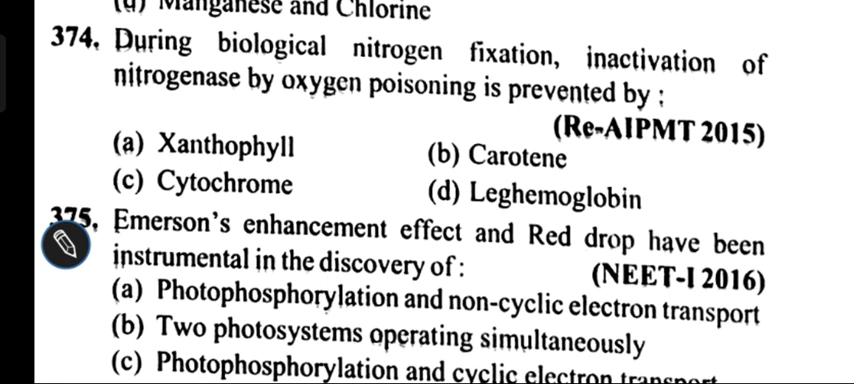 (d) Manganese and Chlorine
374. During biological nitrogen fixation, inactivation of
nitrogenase by oxygen poisoning is prevented by :
(Re-AIPMT 2015)
(a) Xanthophyll (b) Carotene
(c) Cytochrome (d) Leghemoglobin
375. Emerson's enhancement effect and Red drop have been
instrumental in the discovery of : (NEET-I 2016)
(a) Photophosphorylation and non-cyclic electron transport
(b) Two photosystems operating simultaneously
(c) Photophosphorylation and cyclic electron transport